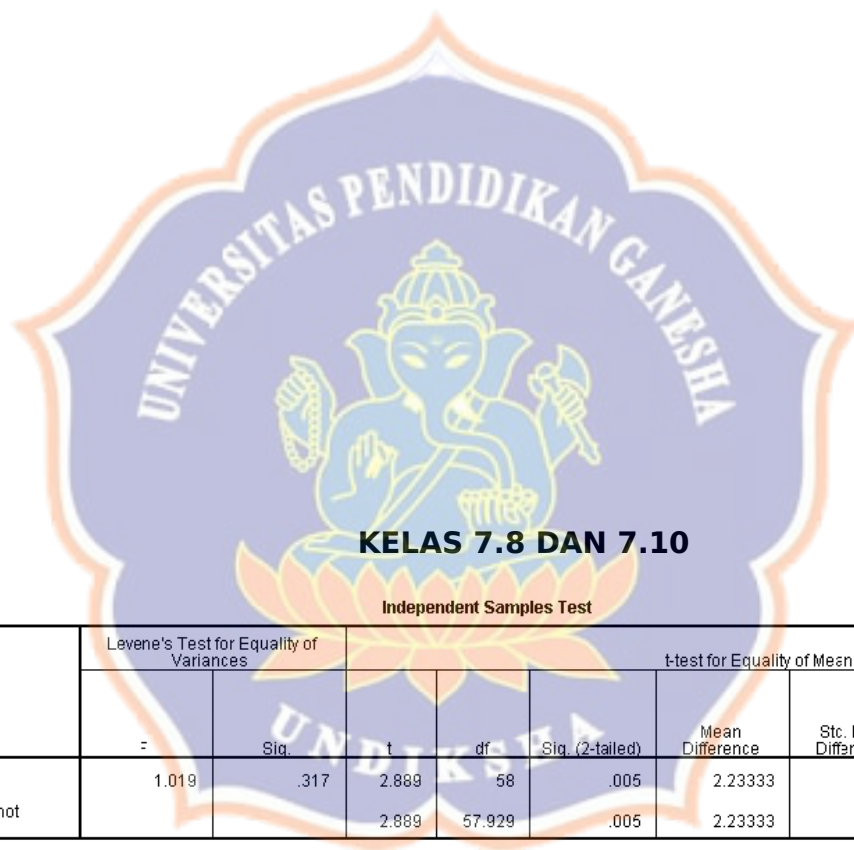 UNIVERSITAS PENDIDIKAN GANESHA
KELAS 7.8 DAN 7.10
Independent Samples Test
Levene's Test for Equality of Variances
t-test for Equality of Mean
Sig. t df Sig. (2-tailed) Mean Difference
1.019 .317 2.889 58 .005 2.23333
not 2.889 57.929 .005 2.23333
UNDIKSHA